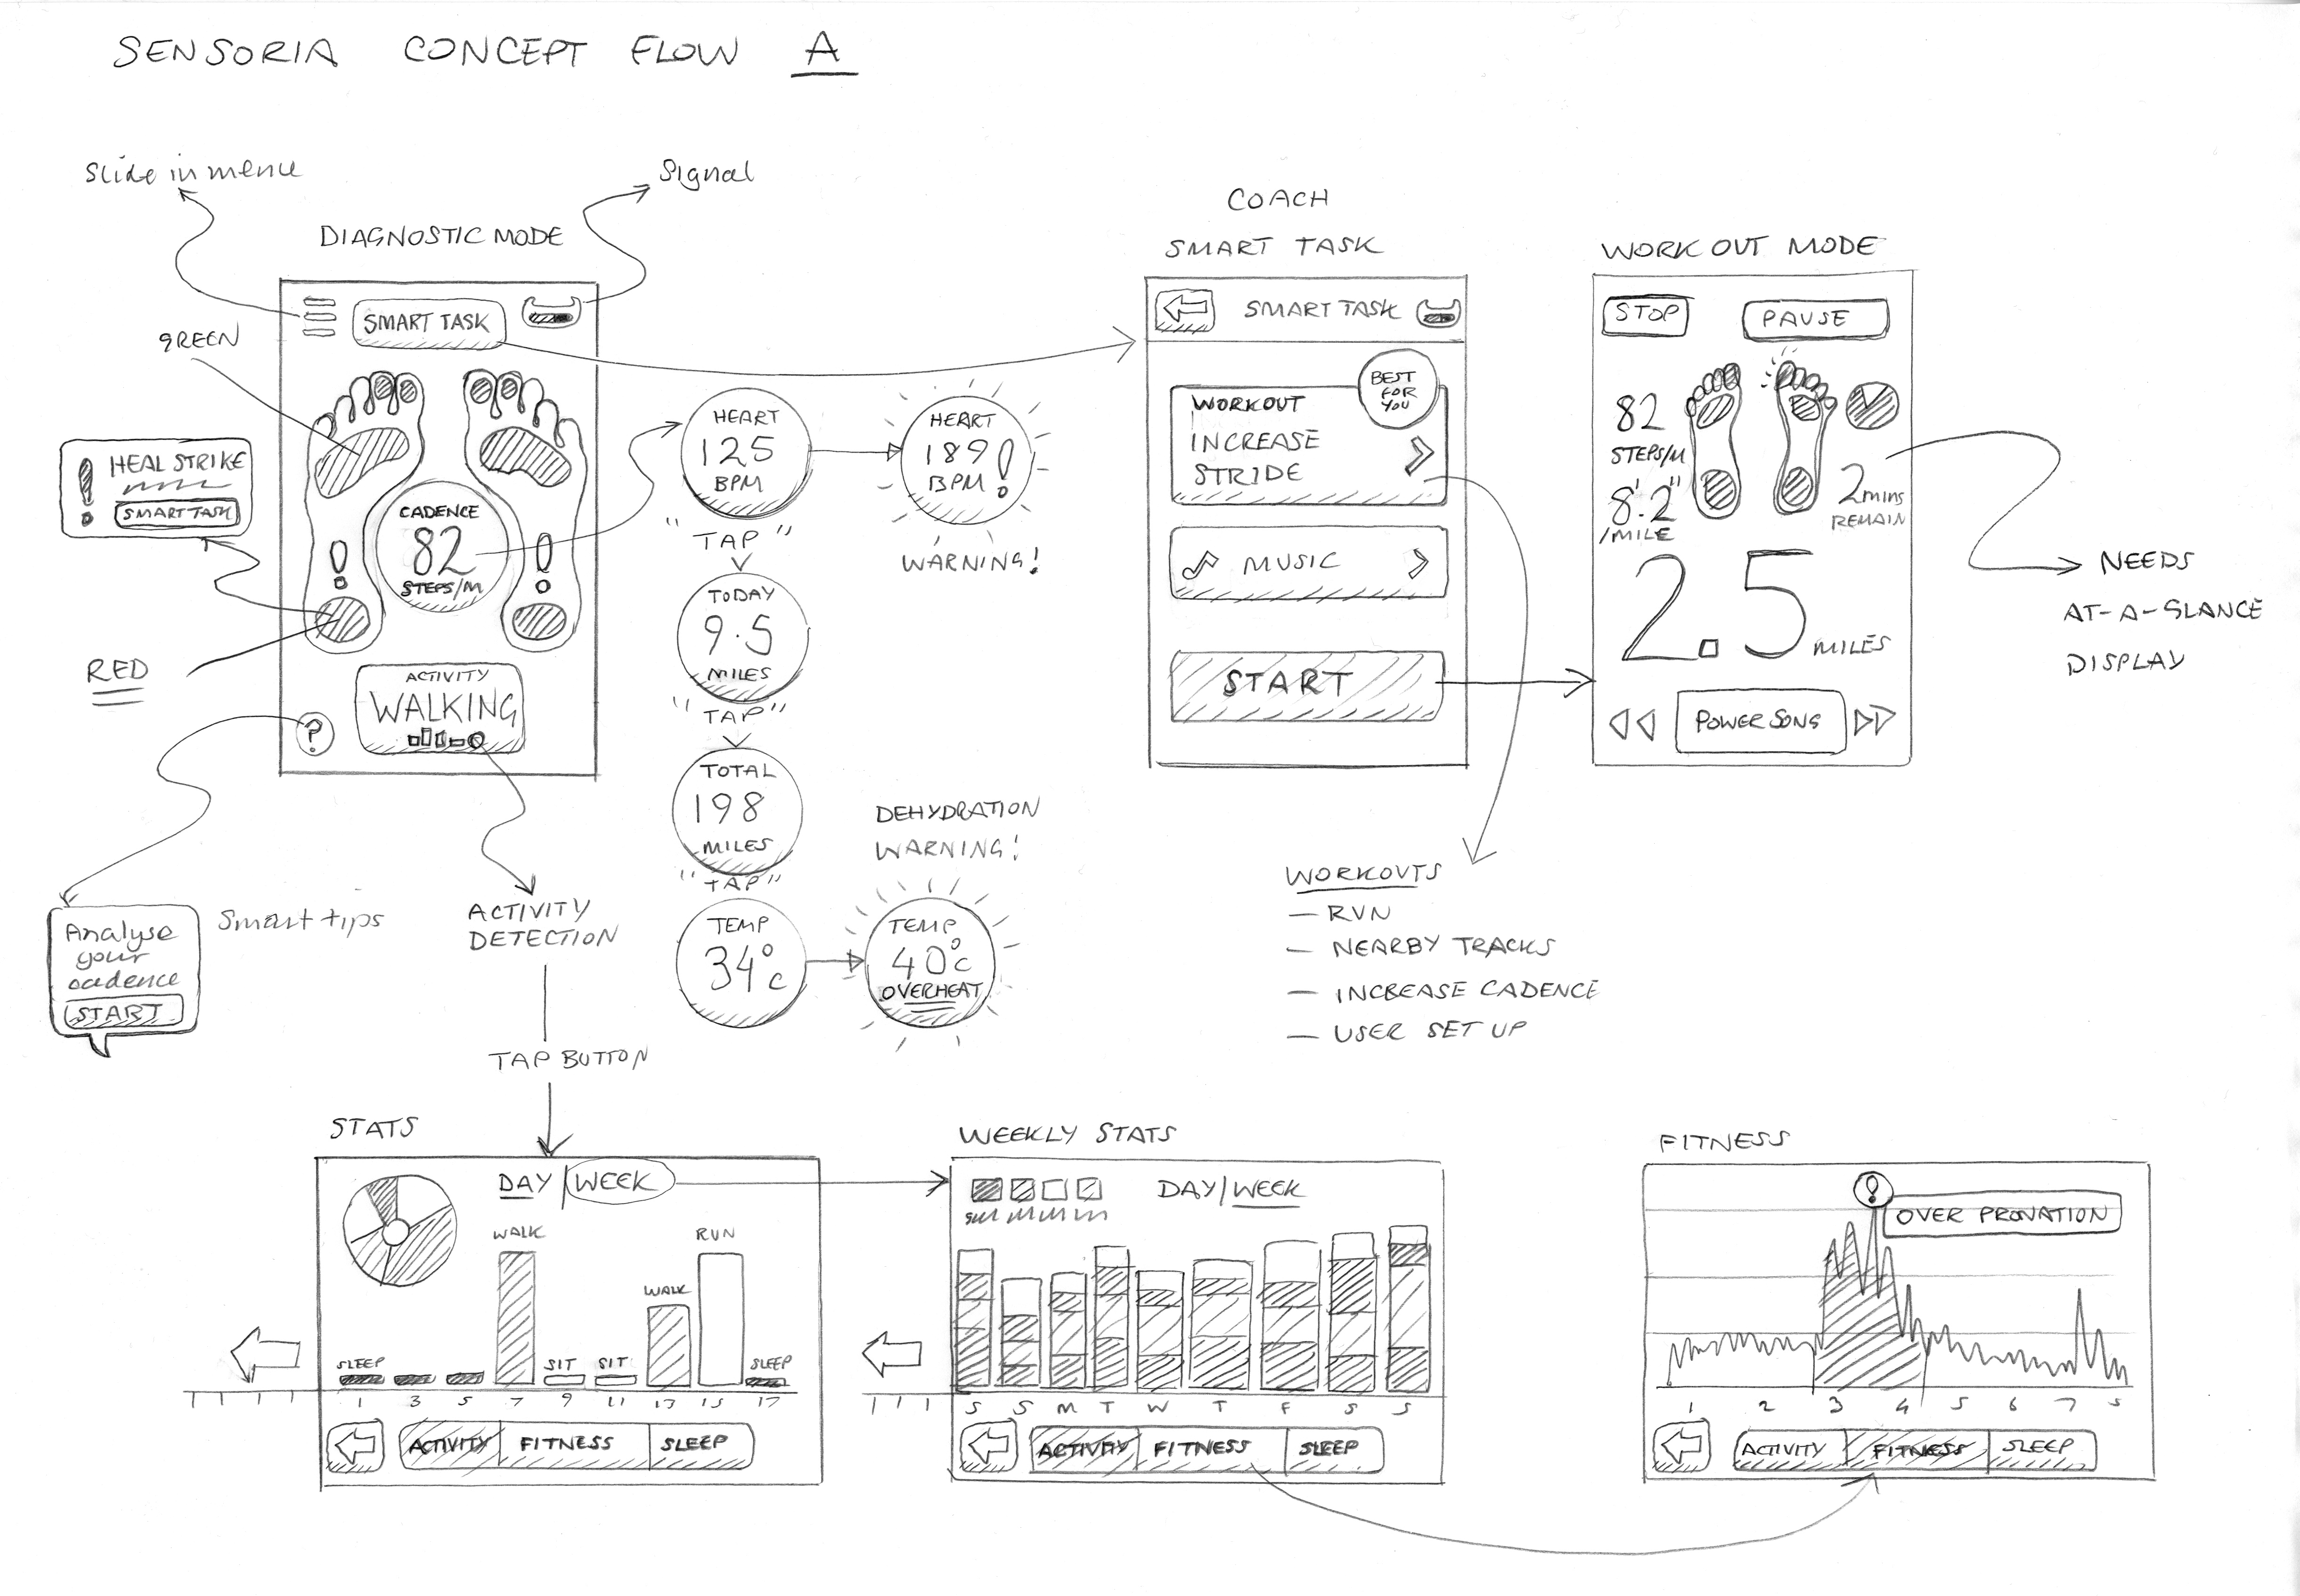 SENSORIA CONCEPT FLOW A
Slide in menu
Signal
DIAGNOSTIC MODE
SMART TASK
GREEN
HEAL STRIKE
SMART TASK
CADENCE
82
STEPS/M
RED
ACTIVITY
WALKING
?
Analyse
your
cadence
START
Smart tips
ACTIVITY
DETECTION
TAP BUTTON
HEART
125
BPM
"TAP"
HEART
189!
BPM
WARNING!
TODAY
9.5
MILES
"TAP"
TOTAL
198
MILES
"TAP"
TEMP
34°c
DEHYDRATION
WARNING!
TEMP
40°c
OVERHEAT
COACH
SMART TASK
SMART TASK
BEST
FOR
YOU
WORKOUT
INCREASE
STRIDE
MUSIC
START
WORKOUTS
— RUN
— NEARBY TRACKS
— INCREASE CADENCE
— USER SET UP
WORK OUT MODE
STOP
PAUSE
82
STEPS/M
8'.2"
/MILE
2mins
REMAIN
2.5 MILES
POWER SONG
NEEDS
AT-A-GLANCE
DISPLAY
STATS
DAY/WEEK
WALK
RUN
WALK
SLEEP
SIT
SIT
SLEEP
1 3 5 7 9 11 13 15 17
ACTIVITY FITNESS SLEEP
WEEKLY STATS
DAY/WEEK
S S M T W T F S S
ACTIVITY FITNESS SLEEP
FITNESS
!
OVER PRONATION
1 2 3 4 5 6 7 8
ACTIVITY FITNESS SLEEP